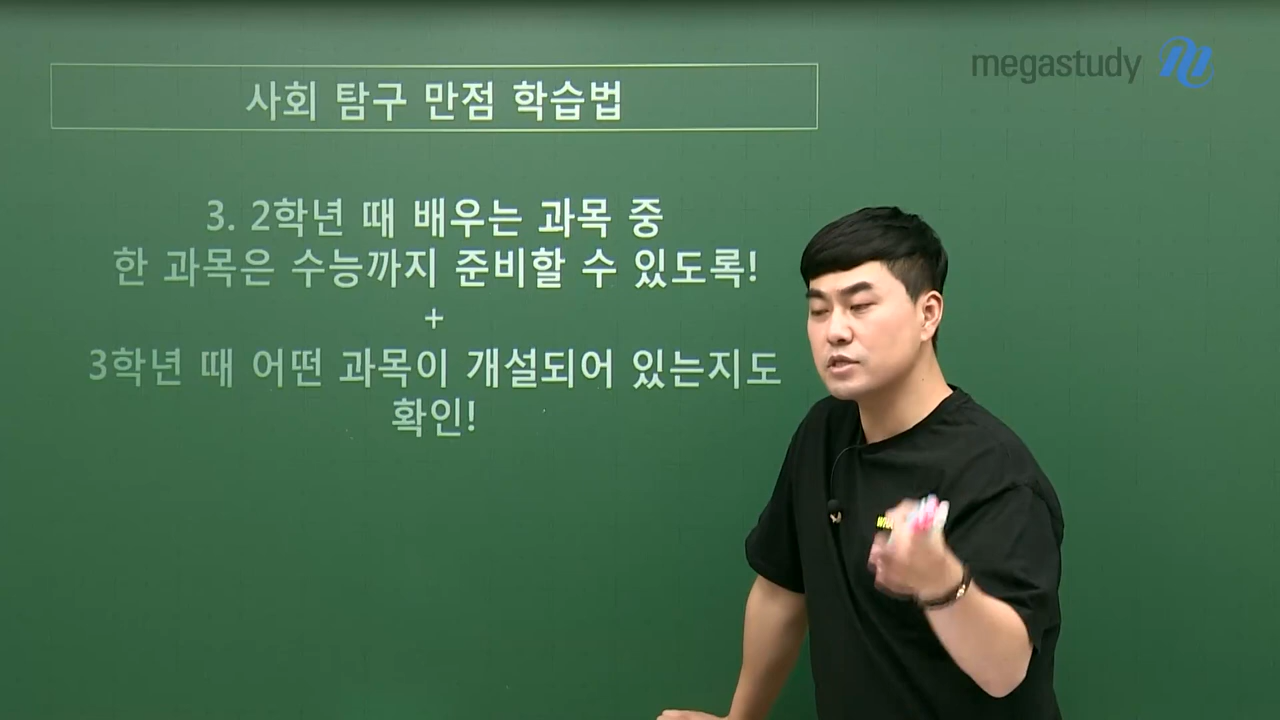 megastudy
사회 탐구 만점 학습법
3. 2학년 때 배우는 과목 중
한 과목은 수능까지 준비할 수 있도록!
+
3학년 때 어떤 과목이 개설되어 있는지도
확인!